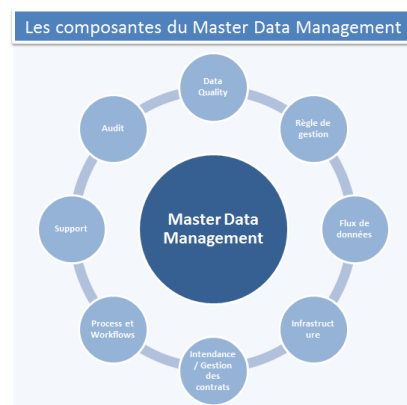 Les composantes du Master Data Management
Data
Quality
Règle de
gestion
Flux de
données
Infrastruct
ure
Intendance
/ Gestion
des
contrats
Process et
Workflows
Support
Audit
Master Data
Management